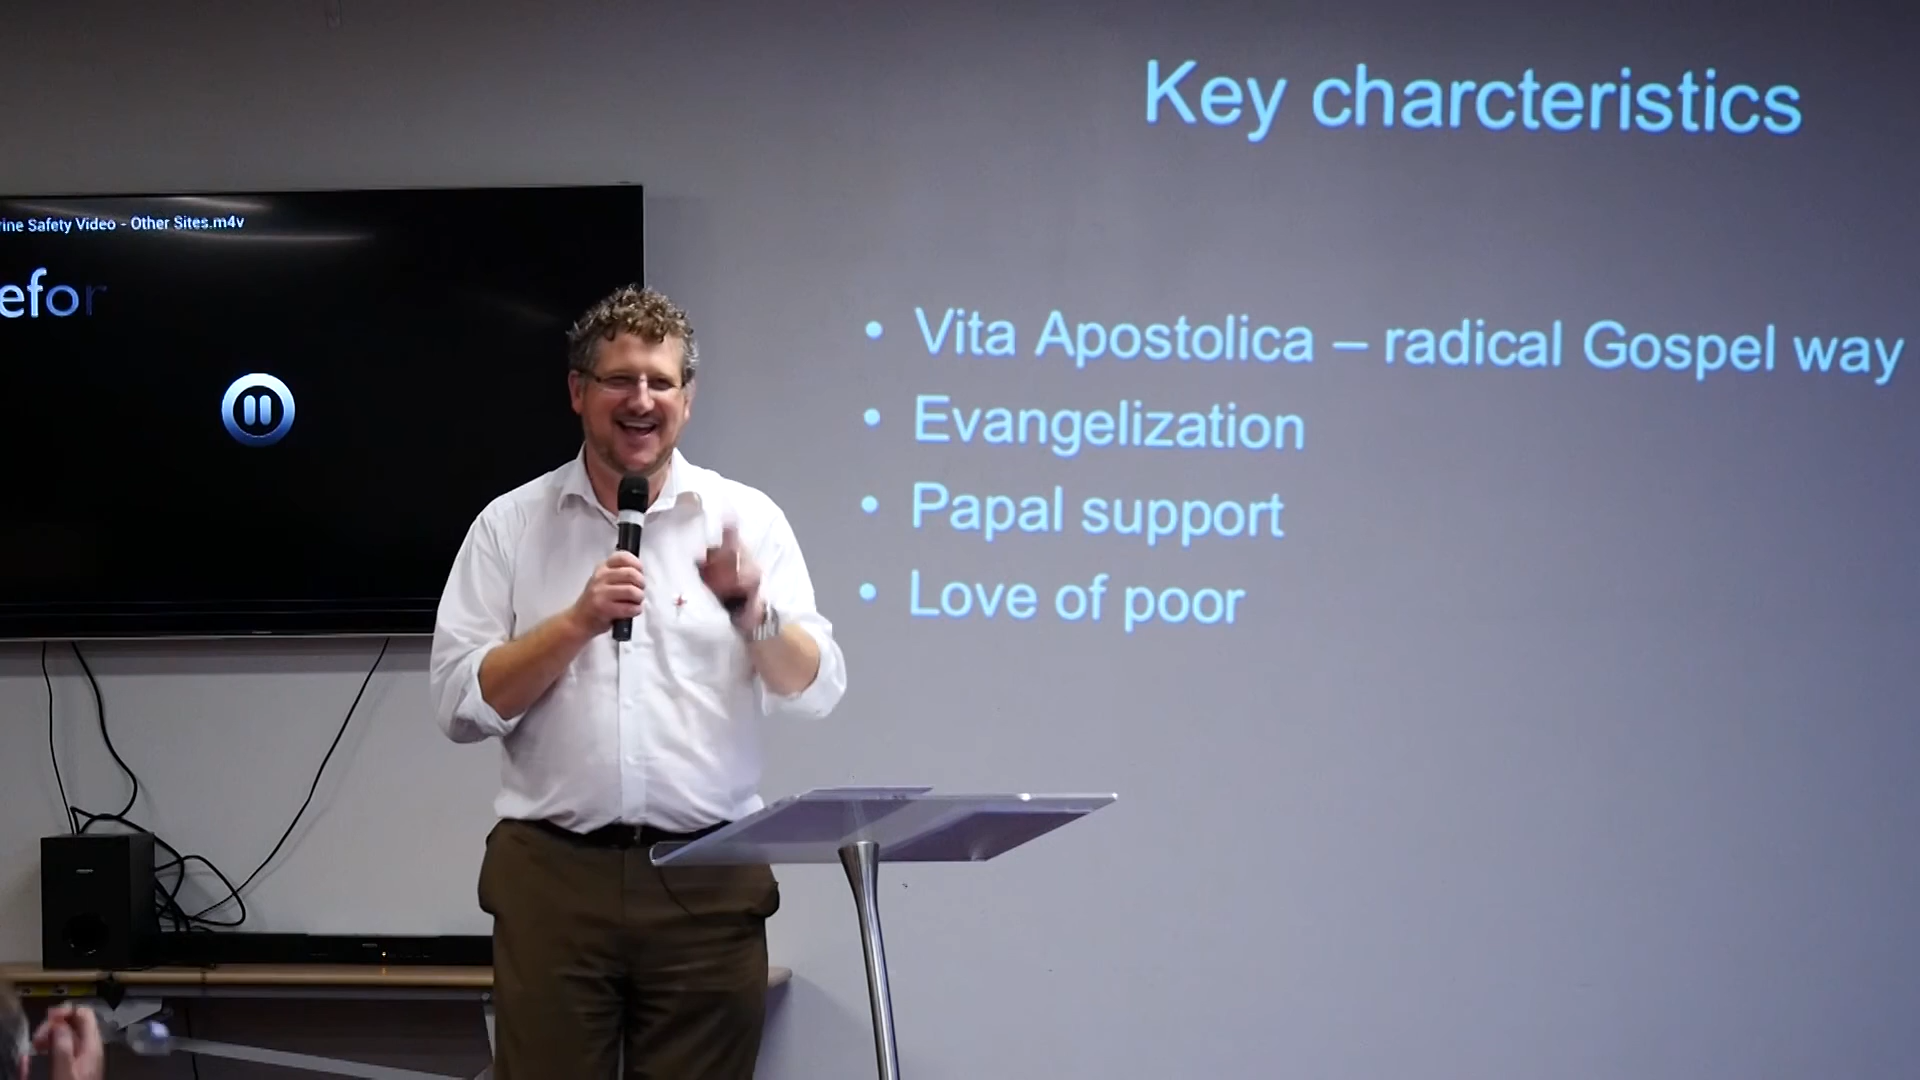 Key charcteristics
rine Safety Video - Other Sites.m4v
efor
• Vita Apostolica – radical Gospel way
• Evangelization
• Papal support
• Love of poor